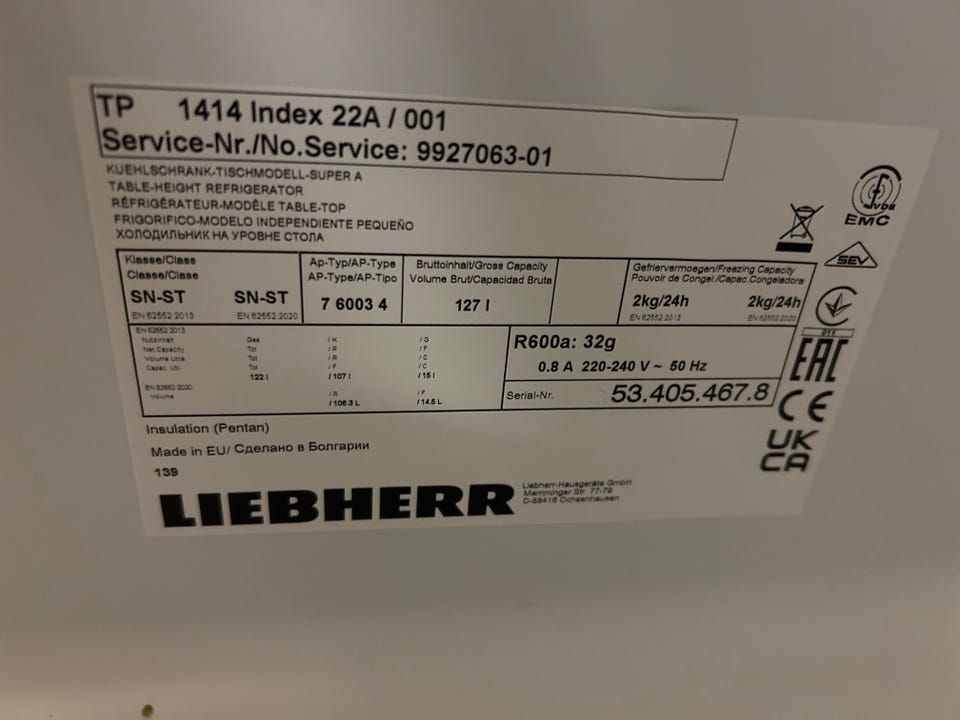 TP 1414 Index 22A / 001
Service-Nr./No.Service: 9927063-01
KUEHLSCHRANK-TISCHMODELL-SUPER A
TABLE-HEIGHT REFRIGERATOR
RÉFRIGÉRATEUR-MODÈLE TABLE-TOP
FRIGORIFICO-MODELO INDEPENDIENTE PEQUEÑO
ХОЛОДИЛЬНИК НА УРОВНЕ СТОЛА
VDE
EMC
SEV
Klasse/Class
Classe/Clase
SN-ST SN-ST
EN 62552:2013 EN 62552:2020
Ap-Typ/AP-Type
AP-Type/AP-Tipo
7 6003 4
Bruttoinhalt/Gross Capacity
Volume Brut/Capacidad Bruta
127 l
Gefriervermoegen/Freezing Capacity
Pouvoir de Congel./Capac.Congeladora
2kg/24h 2kg/24h
EN 62552:2013 EN 62552:2020
011
EN 62552:2013
Nutzinhalt Ges / K / G
Net Capacity Tot / R / F
Volume Utile Tot / R / C
Capac. Util Tot / F / C
122 l / 107 l / 15 l
EN 62552:2020
Volume / R / F
/ 106.3 L / 14.5 L
R600a: 32g
0.8 A 220-240 V ~ 50 Hz
Serial-Nr. 53.405.467.8
EAC
CE
UK
CA
Insulation (Pentan)
Made in EU/ Сделано в Болгарии
139
LIEBHERR
Liebherr-Hausgeräte GmbH
Memminger Str. 77-79
D-88416 Ochsenhausen